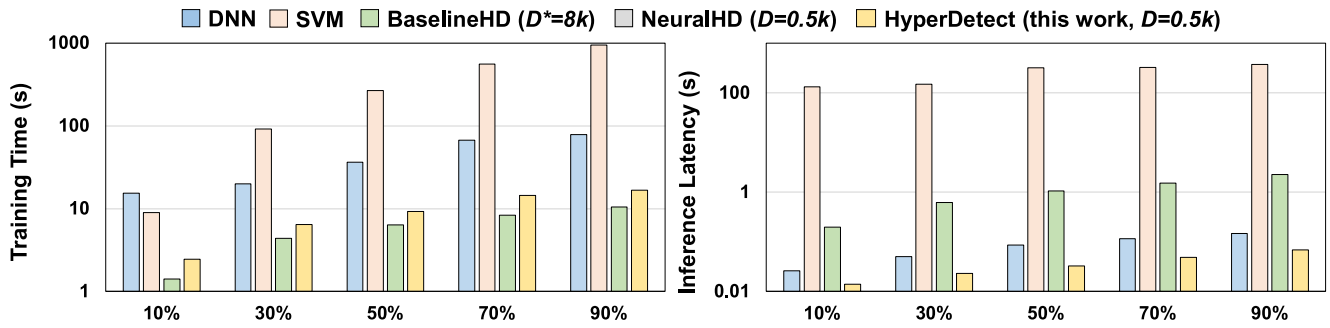 DNN SVM BaselineHD (D*=8k) NeuralHD (D=0.5k) HyperDetect (this work, D=0.5k)
Training Time (s)
1000
100
10
1
10% 30% 50% 70% 90%
Inference Latency (s)
100
1
0.01
10% 30% 50% 70% 90%